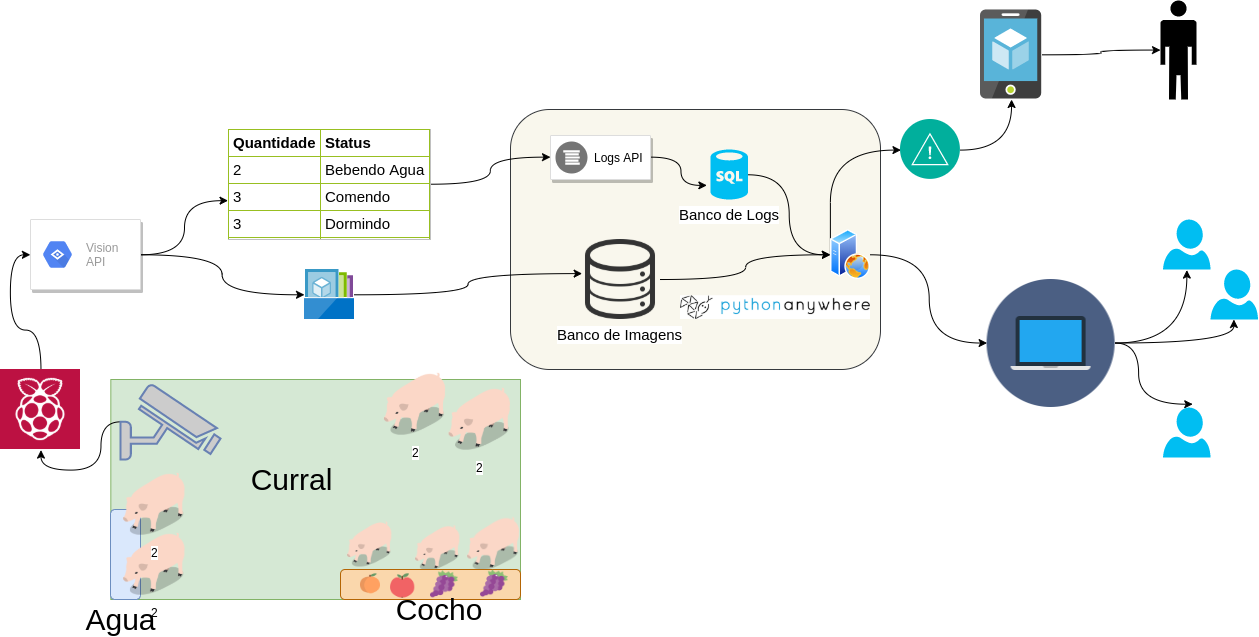 Quantidade Status
2 Bebendo Agua
3 Comendo
3 Dormindo
Vision
API
Logs API
SQL
Banco de Logs
Banco de Imagens
pythonanywhere
!
Curral
2
2
2
2
Agua
Cocho